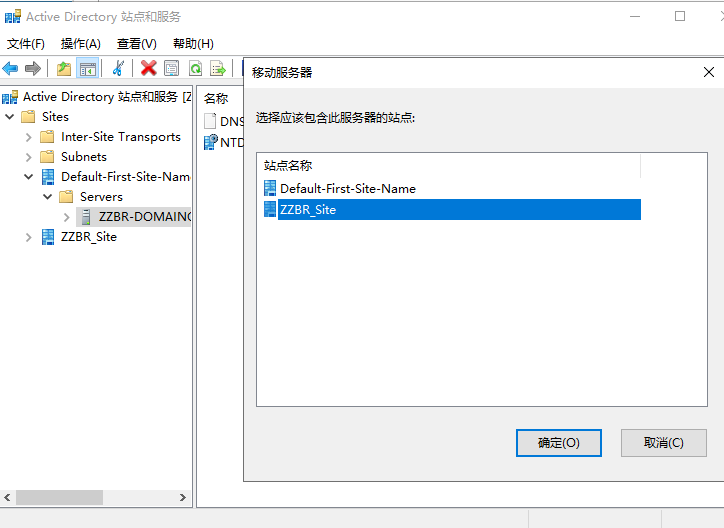 Active Directory 站点和服务
文件(F) 操作(A) 查看(V) 帮助(H)
Active Directory 站点和服务 [Z
Sites
Inter-Site Transports
Subnets
Default-First-Site-Nam
Servers
ZZBR-DOMAINC
ZZBR_Site
名称
DNS
NTD
移动服务器
选择应该包含此服务器的站点:
站点名称
Default-First-Site-Name
ZZBR_Site
确定(O) 取消(C)